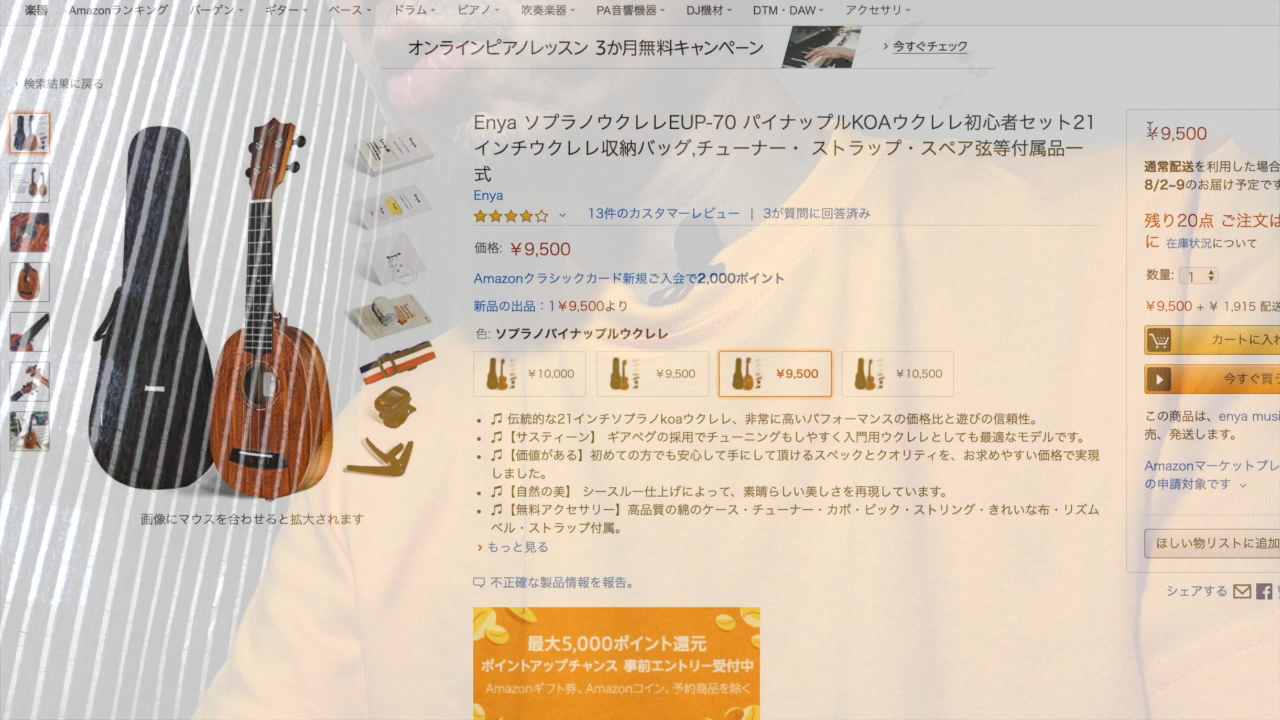 楽器 Amazonランキング バーゲン ギター ベース ドラム ピアノ 吹奏楽器 PA音響機器 DJ機材 DTM・DAW アクセサリ
オンラインピアノレッスン 3か月無料キャンペーン › 今すぐチェック
‹ 検索結果に戻る
Enya ソプラノウクレレEUP-70 パイナップルKOAウクレレ初心者セット21
インチウクレレ収納バッグ,チューナー・ ストラップ・スペア弦等付属品一
式
Enya
13件のカスタマーレビュー | 3が質問に回答済み
価格: ￥9,500
Amazonクラシックカード新規ご入会で2,000ポイント
新品の出品：1￥9,500より
色: ソプラノパイナップルウクレレ
￥10,000 ￥9,500 ￥9,500 ￥10,500
• ♫ 伝統的な21インチソプラノkoaウクレレ、非常に高いパフォーマンスの価格比と遊びの信頼性。
• ♫【サスティーン】 ギアペグの採用でチューニングもしやすく入門用ウクレレとしても最適なモデルです。
• ♫【価値がある】初めての方でも安心して手にして頂けるスペックとクオリティを、お求めやすい価格で実現
しました。
• ♫【自然の美】 シースルー仕上げによって、素晴らしい美しさを再現しています。
• ♫【無料アクセサリー】高品質の綿のケース・チューナー・カポ・ピック・ストリング・きれいな布・リズム
ベル・ストラップ付属。
› もっと見る
画像にマウスを合わせると拡大されます
不正確な製品情報を報告。
最大5,000ポイント還元
ポイントアップチャンス 事前エントリー受付中
Amazonギフト券、Amazonコイン、予約商品を除く
￥9,500
通常配送を利用した場合
8/2~9のお届け予定です
残り20点 ご注文は
に 在庫状況について
数量: 1
￥9,500 + ￥ 1,915 配送
カートに入れ
今すぐ買う
この商品は、enya musi
売、発送します。
Amazonマーケットプレ
の申請対象です
ほしい物リストに追加
シェアする